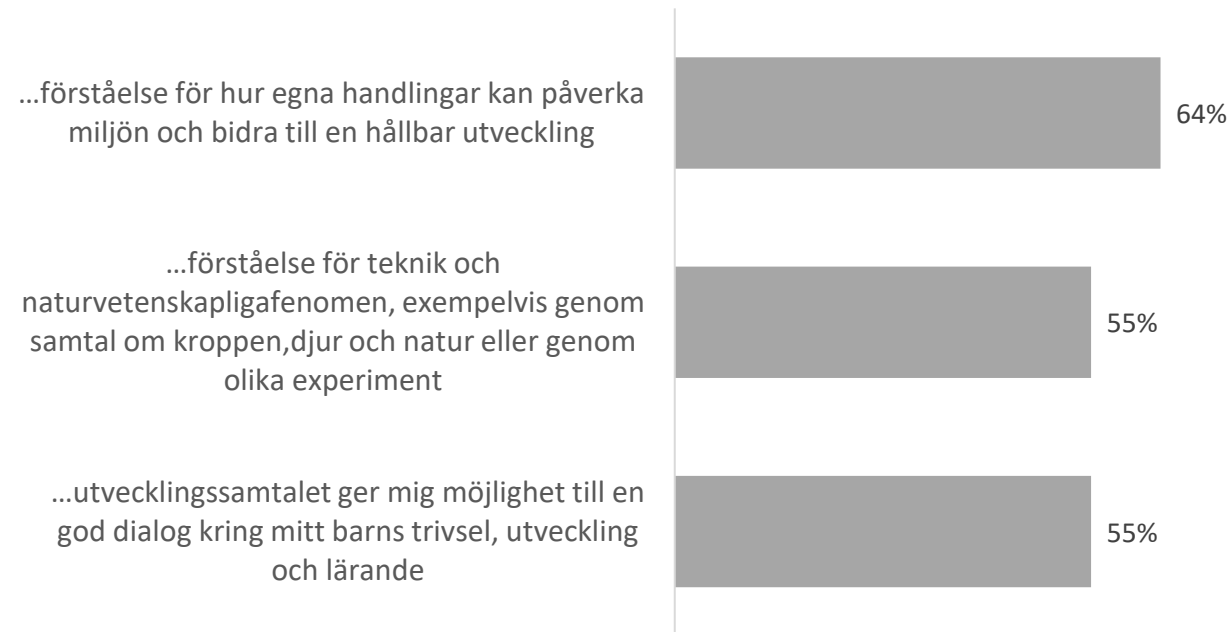 …förståelse för hur egna handlingar kan påverka
miljön och bidra till en hållbar utveckling
64%
…förståelse för teknik och
naturvetenskapligafenomen, exempelvis genom
samtal om kroppen,djur och natur eller genom
olika experiment
55%
…utvecklingssamtalet ger mig möjlighet till en
god dialog kring mitt barns trivsel, utveckling
och lärande
55%